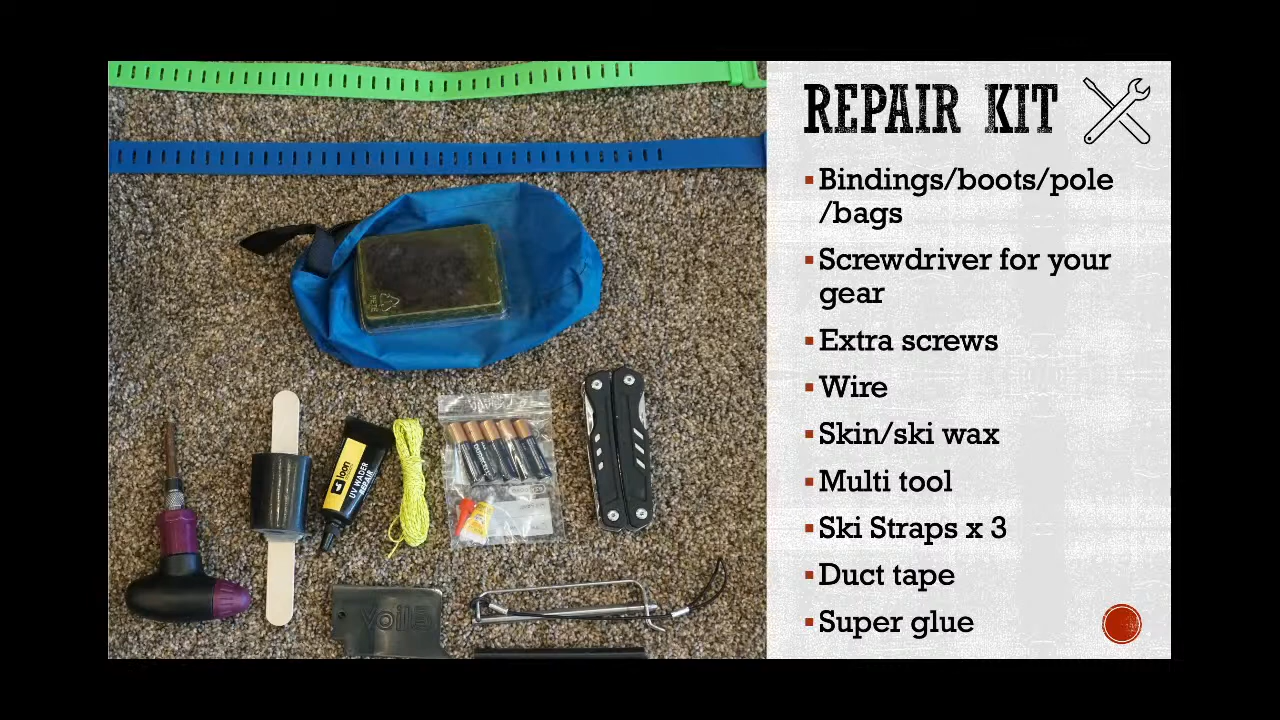 REPAIR KIT
Bindings/boots/pole
/bags
Screwdriver for your
gear
Extra screws
Wire
Skin/ski wax
Multi tool
Ski Straps x 3
Duct tape
Super glue
loon
UV WADER
REPAIR
voile